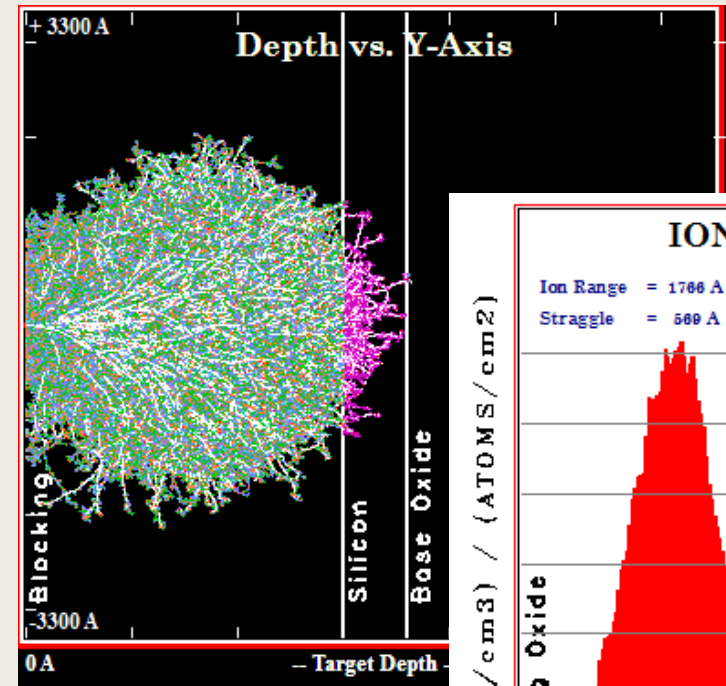 + 3300 A
Depth vs. Y-Axis
Blocking
Silicon
Base Oxide
-3300 A
0 A
-- Target Depth -
ION
Ion Range = 1766 A
Straggle = 569 A
/cm3) / (ATOMS/cm2)
Oxide